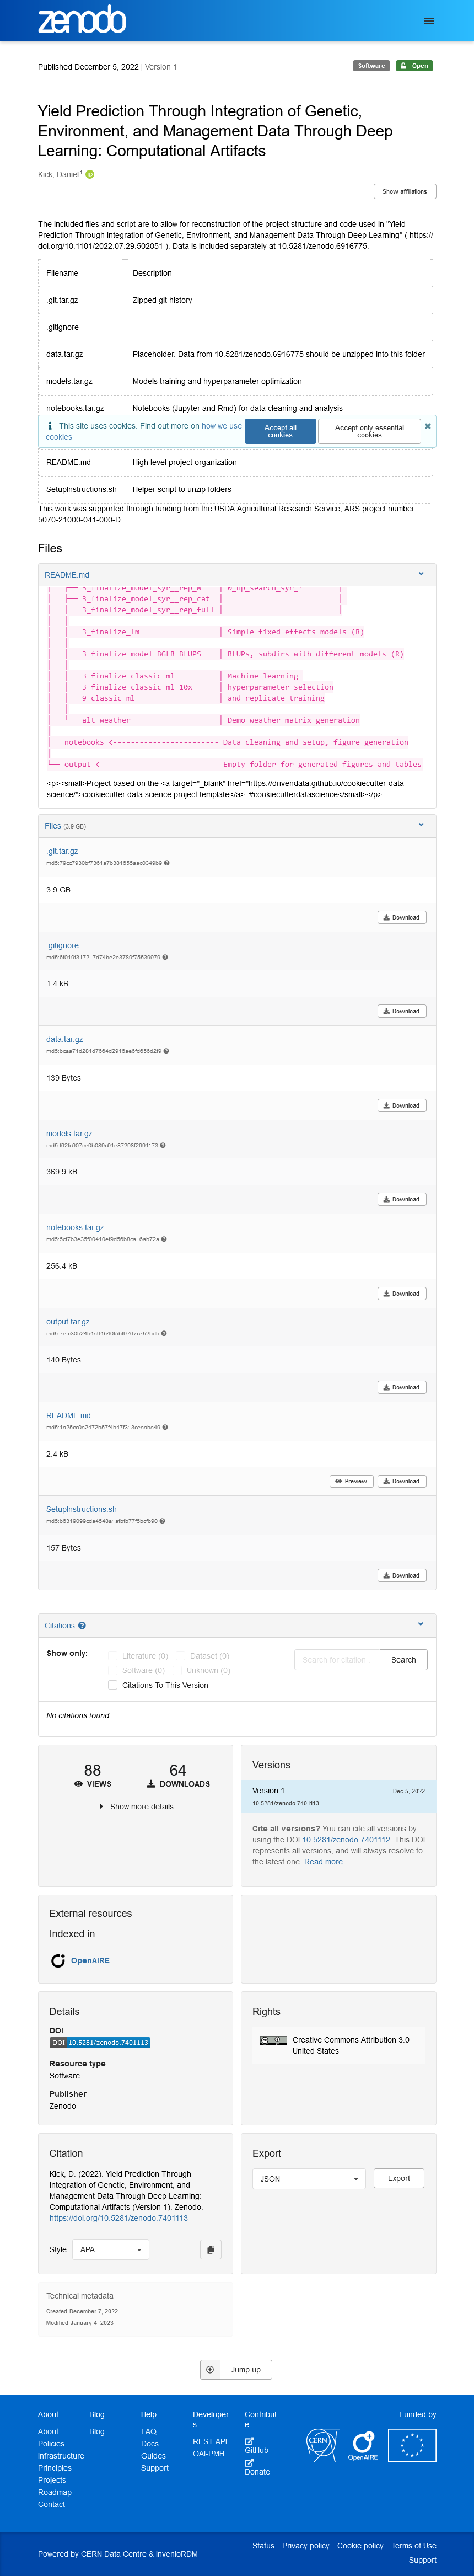 zenodo
Published December 5, 2022 | Version 1
Software
Open
Yield Prediction Through Integration of Genetic,
Environment, and Management Data Through Deep
Learning: Computational Artifacts
Kick, Daniel1
Show affiliations
The included files and script are to allow for reconstruction of the project structure and code used in "Yield
Prediction Through Integration of Genetic, Environment, and Management Data Through Deep Learning" ( https://
doi.org/10.1101/2022.07.29.502051 ). Data is included separately at 10.5281/zenodo.6916775.
Filename Description
.git.tar.gz Zipped git history
.gitignore
data.tar.gz Placeholder. Data from 10.5281/zenodo.6916775 should be unzipped into this folder
models.tar.gz Models training and hyperparameter optimization
notebooks.tar.gz Notebooks (Jupyter and Rmd) for data cleaning and analysis
This site uses cookies. Find out more on how we use
cookies
Accept all
cookies
Accept only essential
cookies
README.md High level project organization
SetupInstructions.sh Helper script to unzip folders
This work was supported through funding from the USDA Agricultural Research Service, ARS project number
5070-21000-041-000-D.
Files
README.md
│ ├── 3_finalize_model_syr__rep_cat │ │
│ ├── 3_finalize_model_syr__rep_full │ │
│ │
│ ├── 3_finalize_lm │ Simple fixed effects models (R)
│ │
│ ├── 3_finalize_model_BGLR_BLUPS │ BLUPs, subdirs with different models (R)
│ │
│ ├── 3_finalize_classic_ml │ Machine learning
│ ├── 3_finalize_classic_ml_10x │ hyperparameter selection
│ ├── 9_classic_ml │ and replicate training
│ │
│ └── alt_weather │ Demo weather matrix generation
│
├── notebooks <------------------------ Data cleaning and setup, figure generation
│
└── output <--------------------------- Empty folder for generated figures and tables
<p><small>Project based on the <a target="_blank" href="https://drivendata.github.io/cookiecutter-data-
science/">cookiecutter data science project template</a>. #cookiecutterdatascience</small></p>
Files (3.9 GB)
.git.tar.gz
3.9 GB
Download
.gitignore
1.4 kB
Download
data.tar.gz
139 Bytes
Download
models.tar.gz
369.9 kB
Download
notebooks.tar.gz
256.4 kB
Download
output.tar.gz
140 Bytes
Download
README.md
2.4 kB
Preview Download
SetupInstructions.sh
157 Bytes
Download
Citations
Show only:
Literature (0) Dataset (0)
Software (0) Unknown (0)
Citations To This Version
Search for citation
Search
No citations found
88
VIEWS
64
DOWNLOADS
Show more details
Versions
Version 1 Dec 5, 2022
10.5281/zenodo.7401113
Cite all versions? You can cite all versions by
using the DOI 10.5281/zenodo.7401112. This DOI
represents all versions, and will always resolve to
the latest one. Read more.
External resources
Indexed in
OpenAIRE
Details
DOI
DOI 10.5281/zenodo.7401113
Resource type
Software
Publisher
Zenodo
Rights
Creative Commons Attribution 3.0
United States
Citation
Kick, D. (2022). Yield Prediction Through
Integration of Genetic, Environment, and
Management Data Through Deep Learning:
Computational Artifacts (Version 1). Zenodo.
https://doi.org/10.5281/zenodo.7401113
Style APA
Export
JSON
Export
Technical metadata
Created December 7, 2022
Modified January 4, 2023
Jump up
About
About
Policies
Infrastructure
Principles
Projects
Roadmap
Contact
Blog
Blog
Help
FAQ
Docs
Guides
Support
Developer
s
REST API
OAI-PMH
Contribut
e
GitHub
Donate
Funded by
CERN
OpenAIRE
Powered by CERN Data Centre & InvenioRDM
Status Privacy policy Cookie policy Terms of Use
Support